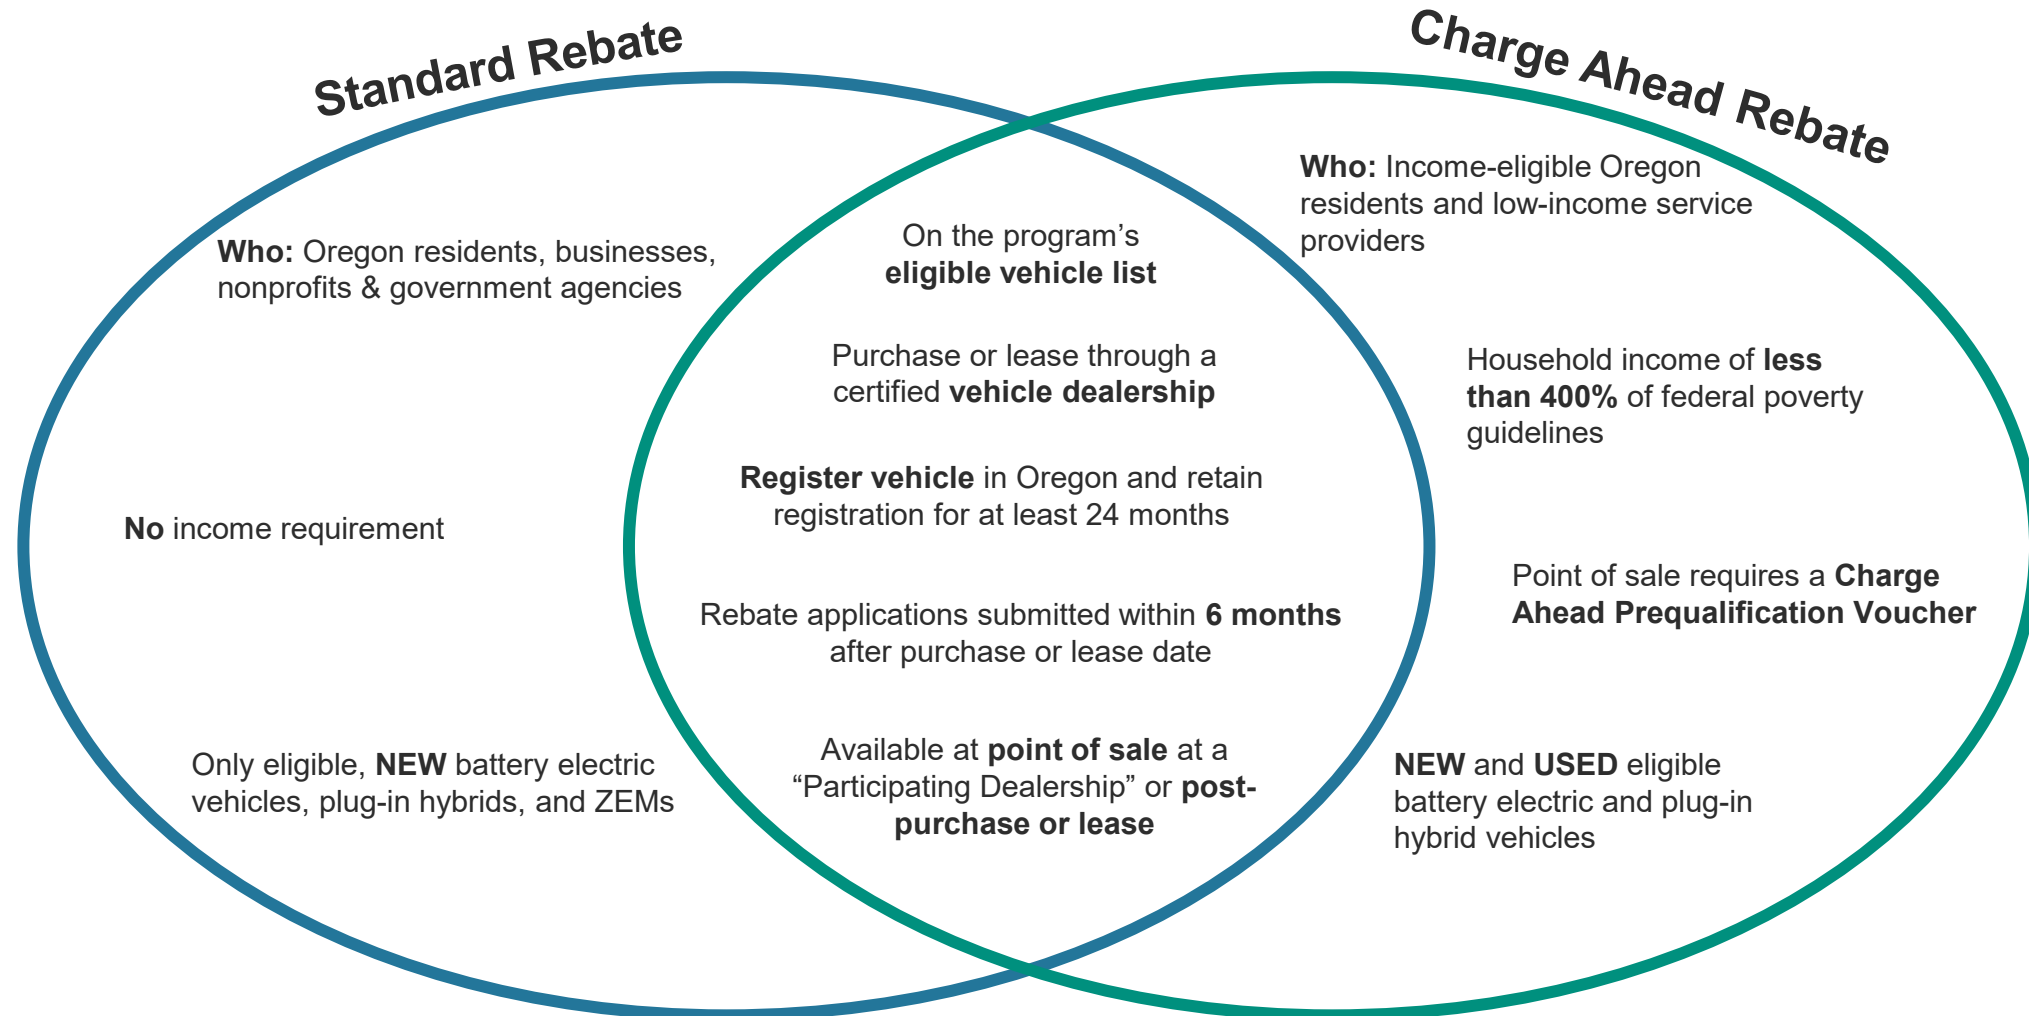 Standard Rebate
Who: Oregon residents, businesses,
nonprofits & government agencies
No income requirement
Only eligible, NEW battery electric
vehicles, plug-in hybrids, and ZEMs
On the program’s
eligible vehicle list
Purchase or lease through a
certified vehicle dealership
Register vehicle in Oregon and retain
registration for at least 24 months
Rebate applications submitted within 6 months
after purchase or lease date
Available at point of sale at a
“Participating Dealership” or post-
purchase or lease
Charge Ahead Rebate
Who: Income-eligible Oregon
residents and low-income service
providers
Household income of less
than 400% of federal poverty
guidelines
Point of sale requires a Charge
Ahead Prequalification Voucher
NEW and USED eligible
battery electric and plug-in
hybrid vehicles